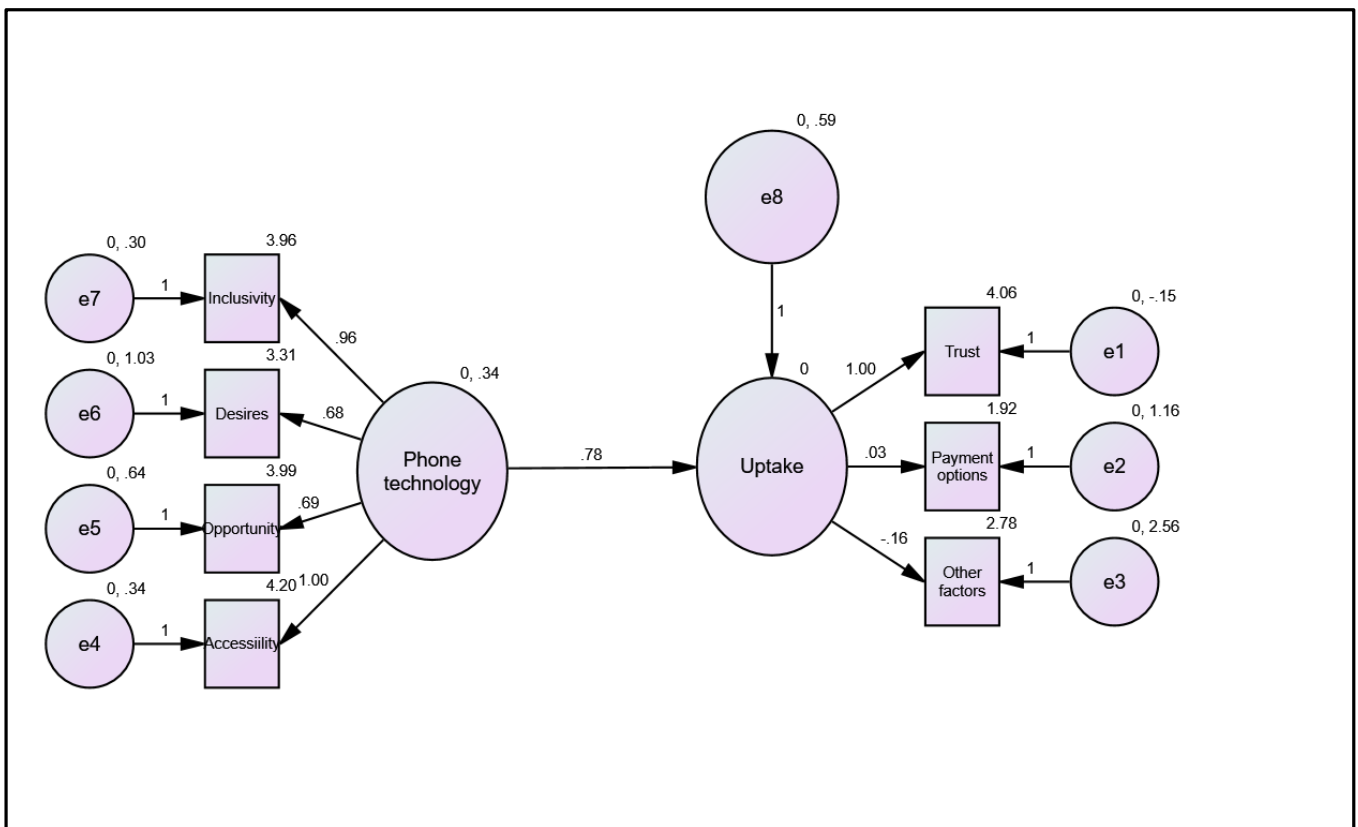 0, .59
e8
1
0, .30
e7
1
3.96
Inclusivity
.96
0, 1.03
e6
1
3.31
Desires
.68
0, .64
e5
1
3.99
Opportunity
.69
0, .34
e4
1
4.20
Accessiility
1.00
0, .34
Phone
technology
.78
0
Uptake
1.00
4.06
Trust
1
0, -.15
e1
.03
1.92
Payment
options
1
0, 1.16
e2
-.16
2.78
Other
factors
1
0, 2.56
e3